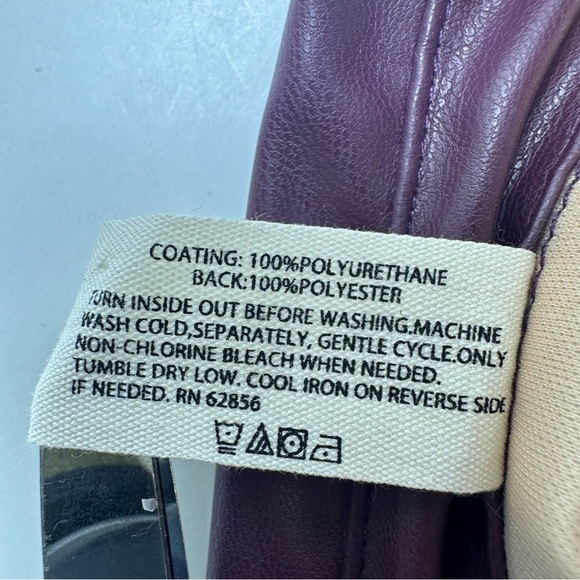 COATING: 100%POLYURETHANE
BACK:100%POLYESTER
TURN INSIDE OUT BEFORE WASHING.MACHINE
WASH COLD,SEPARATELY, GENTLE CYCLE.ONLY
NON-CHLORINE BLEACH WHEN NEEDED.
TUMBLE DRY LOW. COOL IRON ON REVERSE SIDE
IF NEEDED. RN 62856